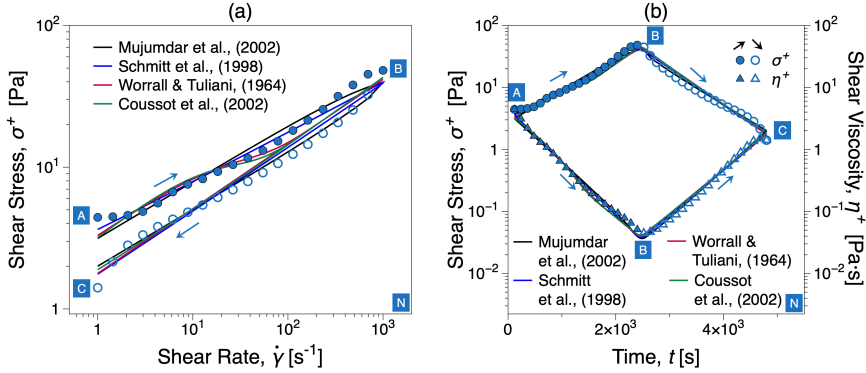 (a)
10² 
10¹
1
Shear Stress, σ⁺ [Pa]
Mujumdar et al., (2002)
Schmitt et al., (1998)
Worrall & Tuliani, (1964)
Coussot et al., (2002)
A
B
C
N
1
10¹
10²
10³
Shear Rate, γ̇ [s⁻¹]
(b)
10²
10¹
1
10⁻¹
10⁻²
Shear Stress, σ⁺ [Pa]
σ⁺
η⁺
A
B
C
B
N
Mujumdar
et al., (2002)
Schmitt
et al., (1998)
Worrall &
Tuliani, (1964)
Coussot
et al., (2002)
10²
10¹
1
10⁻¹
10⁻²
Shear Viscosity, η⁺ [Pa·s]
0
2×10³
4×10³
Time, t [s]